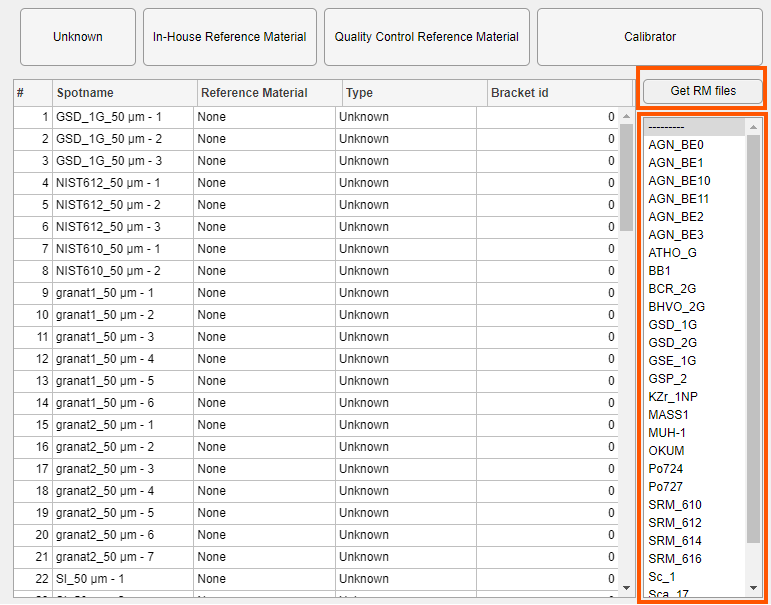 Unknown In-House Reference Material Quality Control Reference Material Calibrator
# Spotname Reference Material Type Bracket id
1 GSD_1G_50 µm - 1 None Unknown 0
2 GSD_1G_50 µm - 2 None Unknown 0
3 GSD_1G_50 µm - 3 None Unknown 0
4 NIST612_50 µm - 1 None Unknown 0
5 NIST612_50 µm - 2 None Unknown 0
6 NIST612_50 µm - 3 None Unknown 0
7 NIST610_50 µm - 1 None Unknown 0
8 NIST610_50 µm - 2 None Unknown 0
9 granat1_50 µm - 1 None Unknown 0
10 granat1_50 µm - 2 None Unknown 0
11 granat1_50 µm - 3 None Unknown 0
12 granat1_50 µm - 4 None Unknown 0
13 granat1_50 µm - 5 None Unknown 0
14 granat1_50 µm - 6 None Unknown 0
15 granat2_50 µm - 1 None Unknown 0
16 granat2_50 µm - 2 None Unknown 0
17 granat2_50 µm - 3 None Unknown 0
18 granat2_50 µm - 4 None Unknown 0
19 granat2_50 µm - 5 None Unknown 0
20 granat2_50 µm - 6 None Unknown 0
21 granat2_50 µm - 7 None Unknown 0
22 SI_50 µm - 1 None Unknown 0
Get RM files
---------
AGN_BE0
AGN_BE1
AGN_BE10
AGN_BE11
AGN_BE2
AGN_BE3
ATHO_G
BB1
BCR_2G
BHVO_2G
GSD_1G
GSD_2G
GSE_1G
GSP_2
KZr_1NP
MASS1
MUH-1
OKUM
Po724
Po727
SRM_610
SRM_612
SRM_614
SRM_616
Sc_1
Sca_17